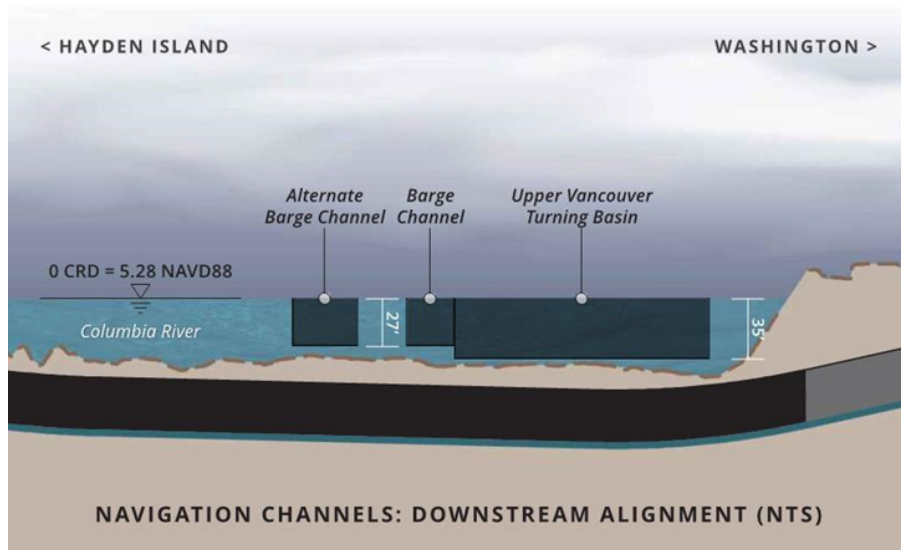 < HAYDEN ISLAND
WASHINGTON >
Alternate
Barge Channel
Barge
Channel
Upper Vancouver
Turning Basin
0 CRD = 5.28 NAVD88
Columbia River
27'
35'
NAVIGATION CHANNELS: DOWNSTREAM ALIGNMENT (NTS)